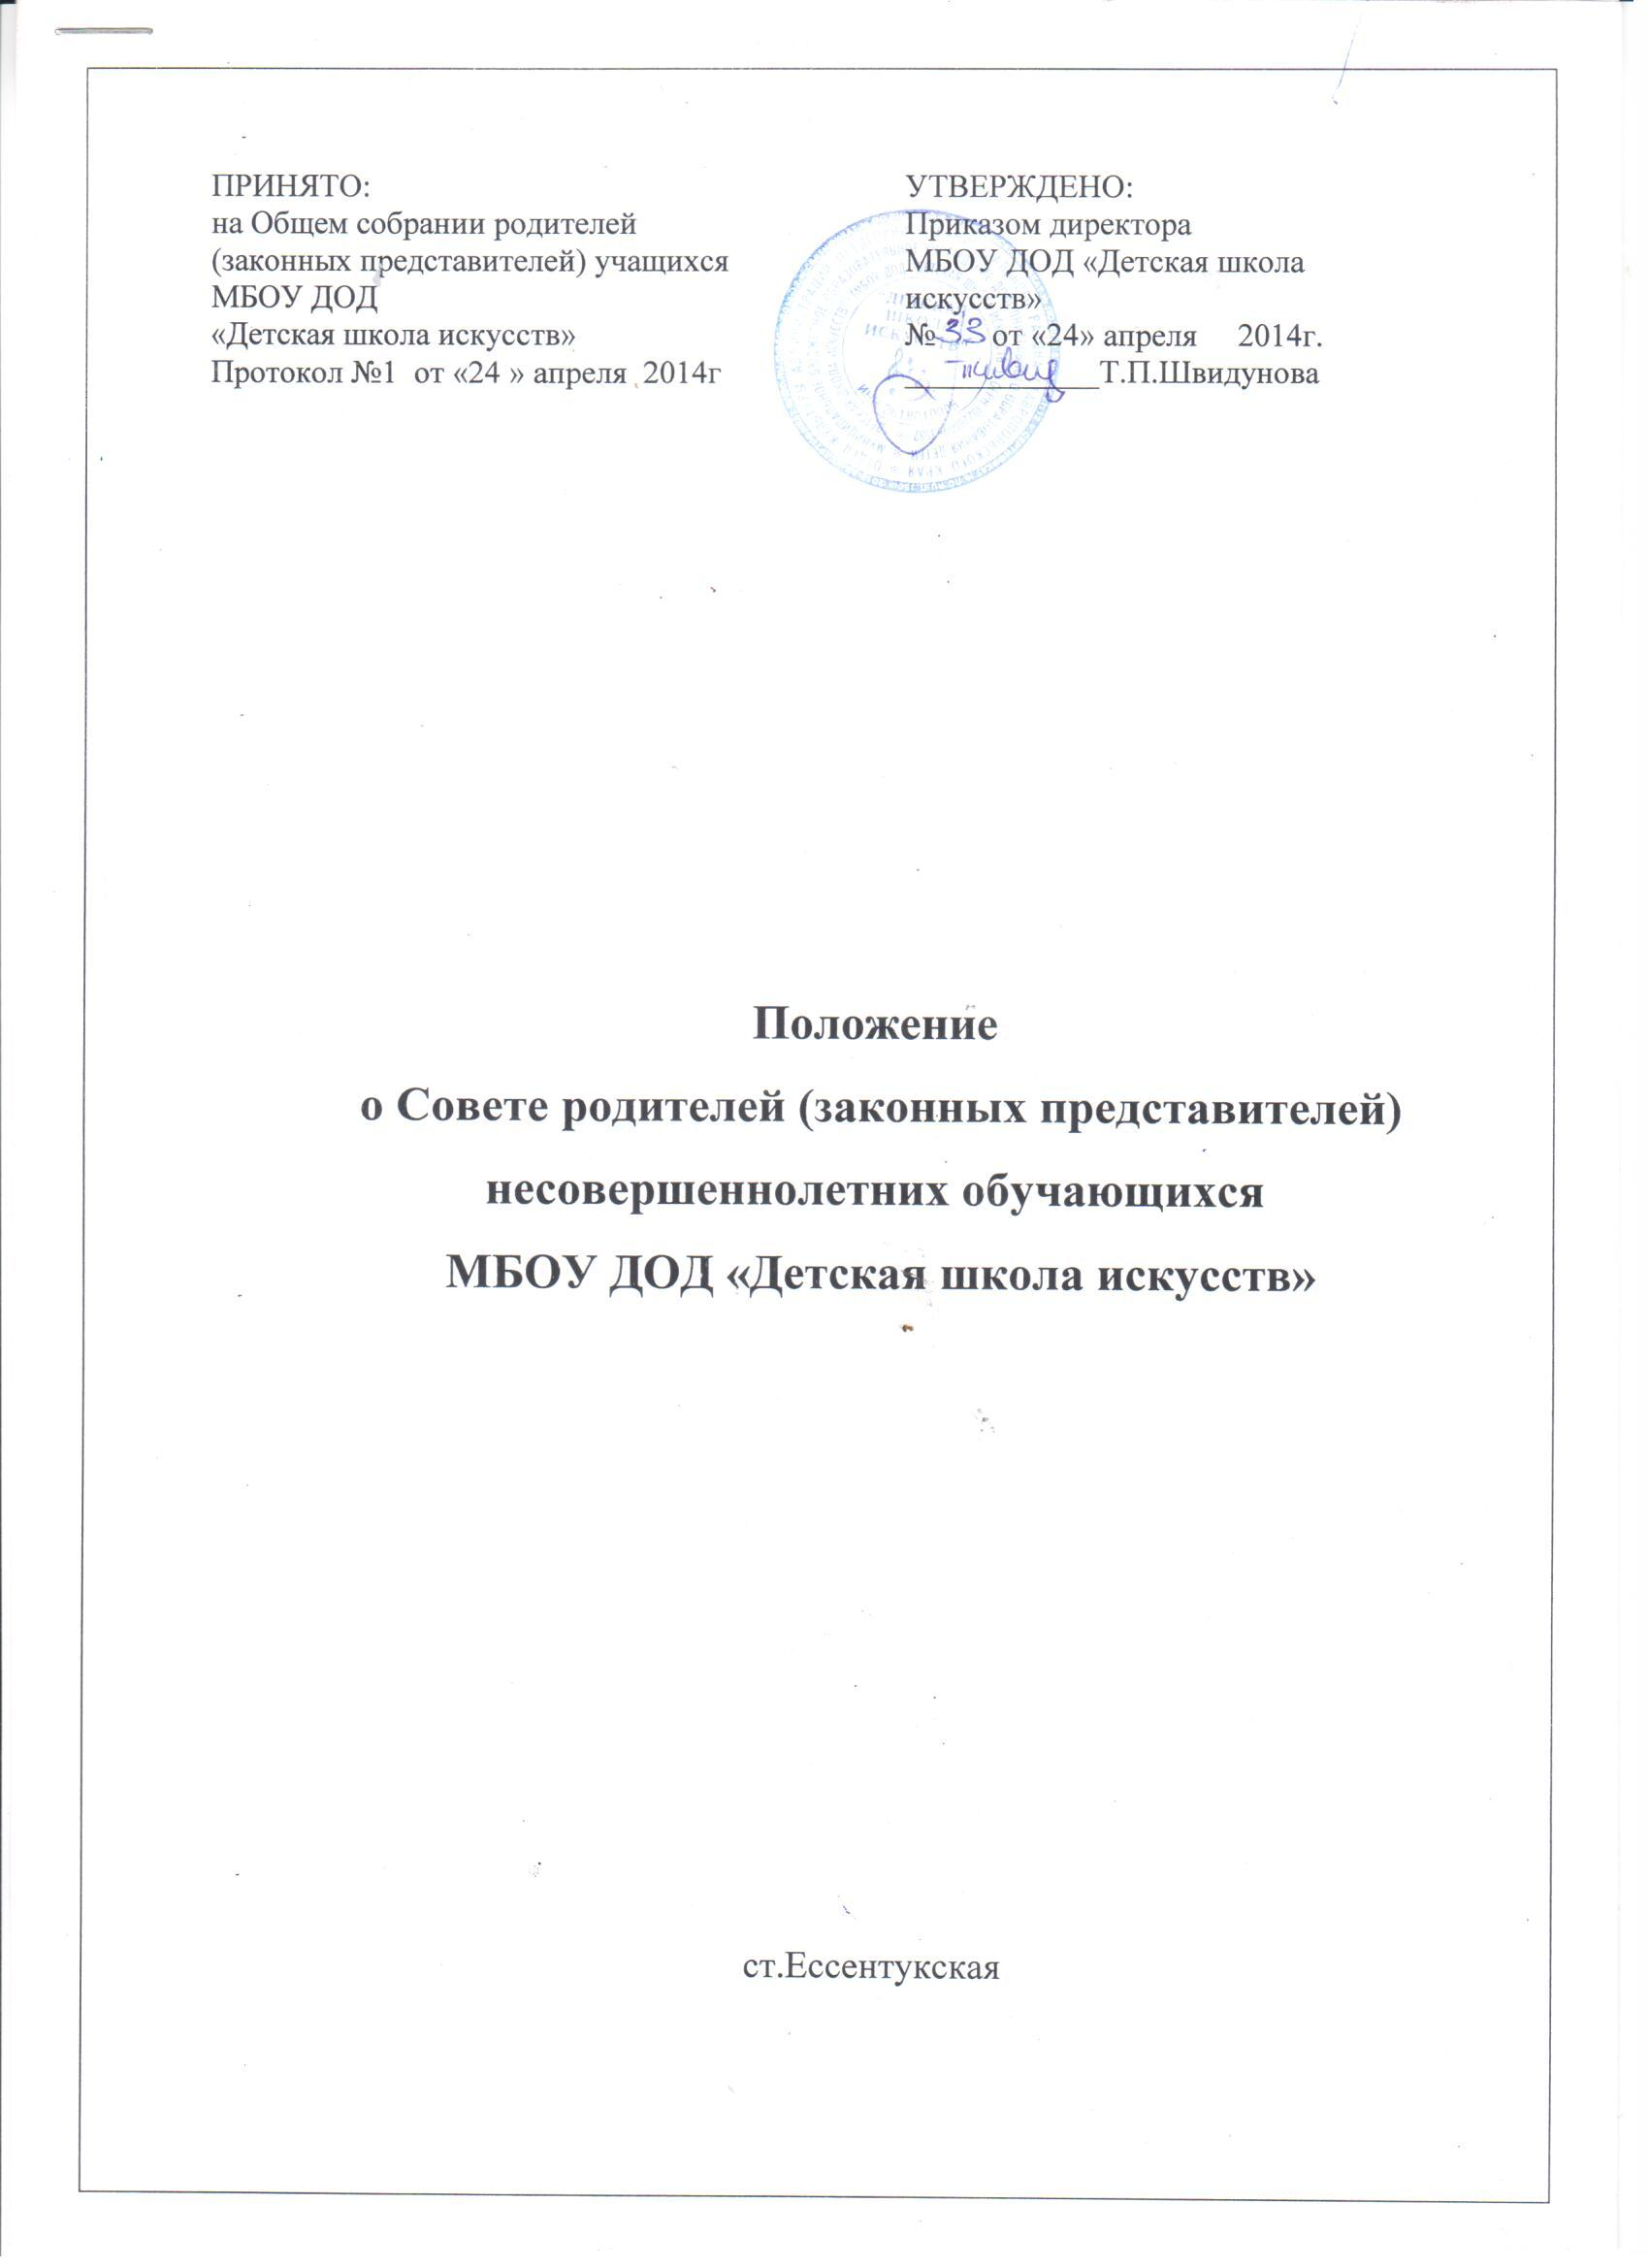 ПРИНЯТО:
на Общем собрании родителей
(законных представителей) учащихся
МБОУ ДОД
«Детская школа искусств»
Протокол №1 от «24 » апреля 2014г
УТВЕРЖДЕНО:
Приказом директора
МБОУ ДОД «Детская школа
искусств»
№ 33 от «24» апреля 2014г.
Т.П.Швидунова
Положение
о Совете родителей (законных представителей)
несовершеннолетних обучающихся
МБОУ ДОД «Детская школа искусств»
ст.Ессентукская